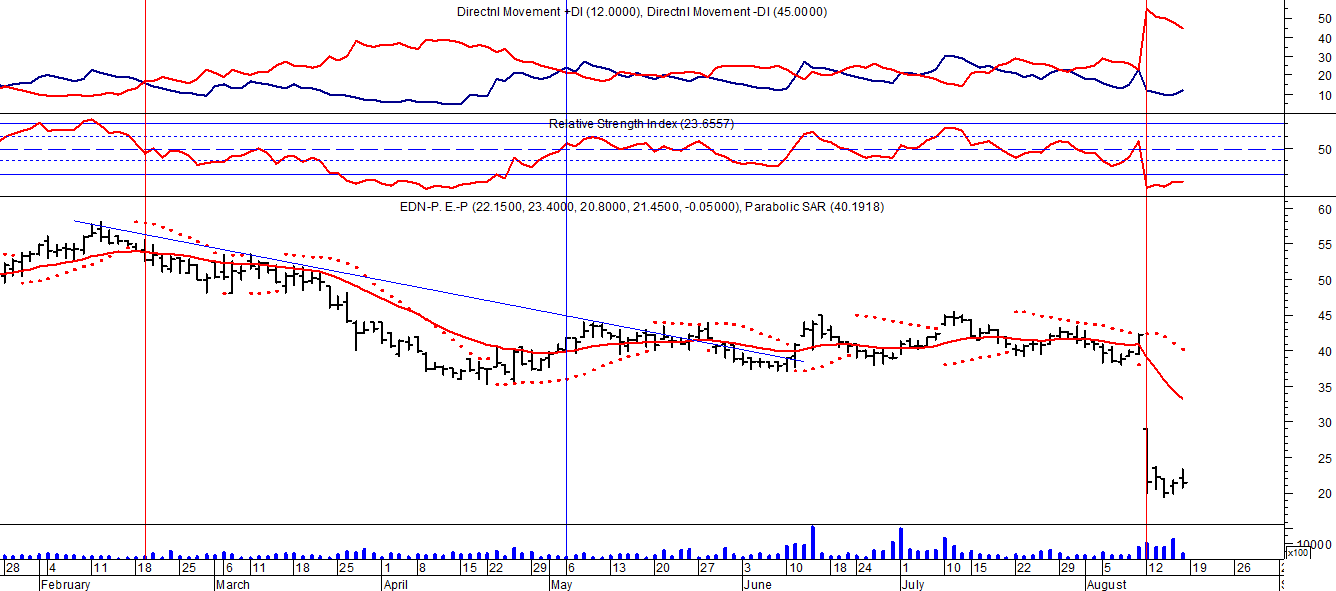 Directnl Movement +DI (12.0000), Directnl Movement -DI (45.0000)
50
40
30
20
10
Relative Strength Index (23.6557)
50
EDN-P. E.-P (22.1500, 23.4000, 20.8000, 21.4500, -0.05000), Parabolic SAR (40.1918)
60
55
50
45
40
35
30
25
20
10000
x100
28 4 11 18 25 6 11 18 25 1 8 15 22 29 6 13 20 27 3 10 18 24 1 10 15 22 29 5 12 19 26
February March April May June July August